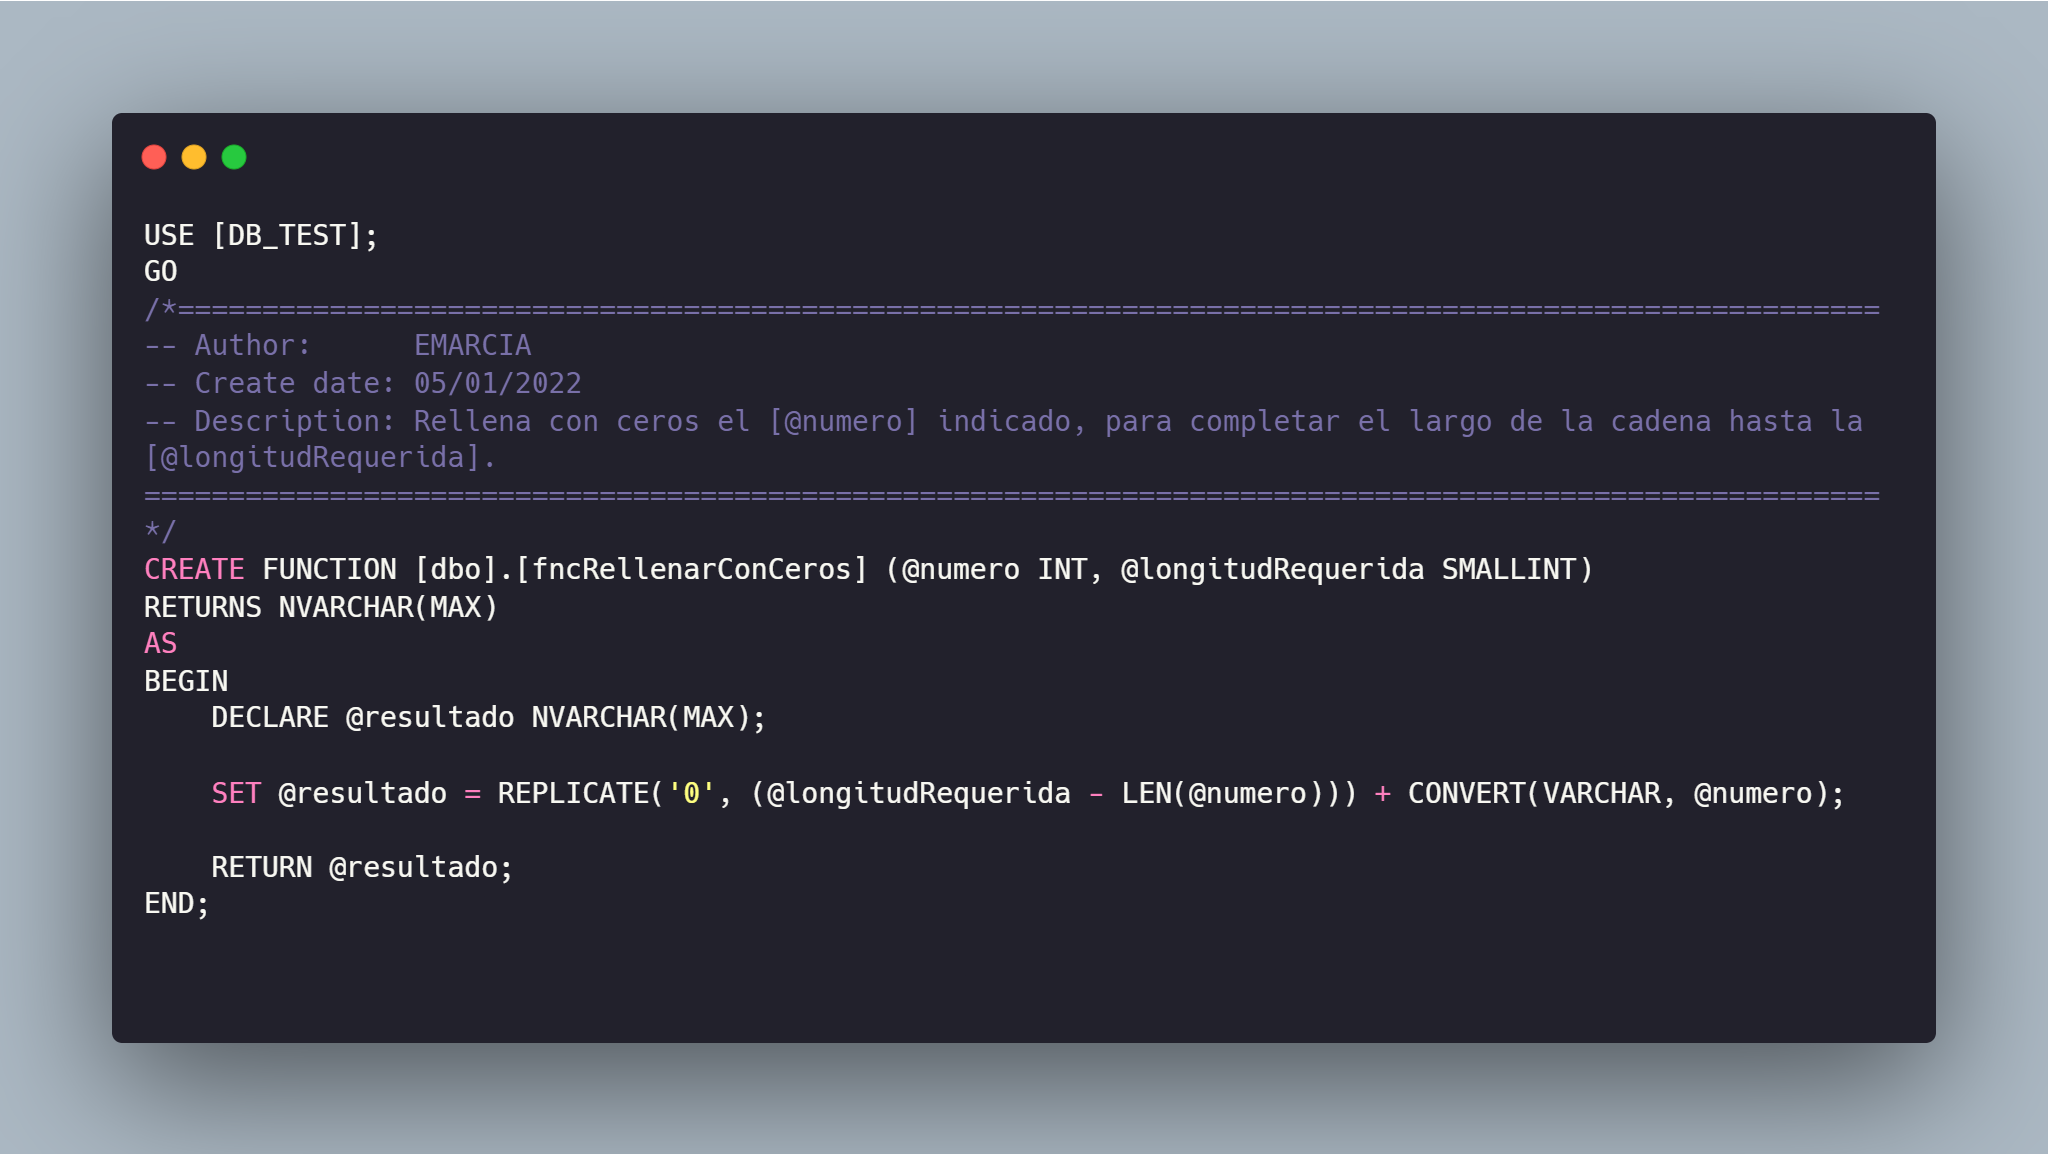 USE [DB_TEST];
GO
/*=====================================================================================================
-- Author:      EMARCIA
-- Create date: 05/01/2022
-- Description: Rellena con ceros el [@numero] indicado, para completar el largo de la cadena hasta la
[@longitudRequerida].
=======================================================================================================
*/
CREATE FUNCTION [dbo].[fncRellenarConCeros] (@numero INT, @longitudRequerida SMALLINT)
RETURNS NVARCHAR(MAX)
AS
BEGIN
    DECLARE @resultado NVARCHAR(MAX);
    SET @resultado = REPLICATE('0', (@longitudRequerida - LEN(@numero))) + CONVERT(VARCHAR, @numero);
    RETURN @resultado;
END;